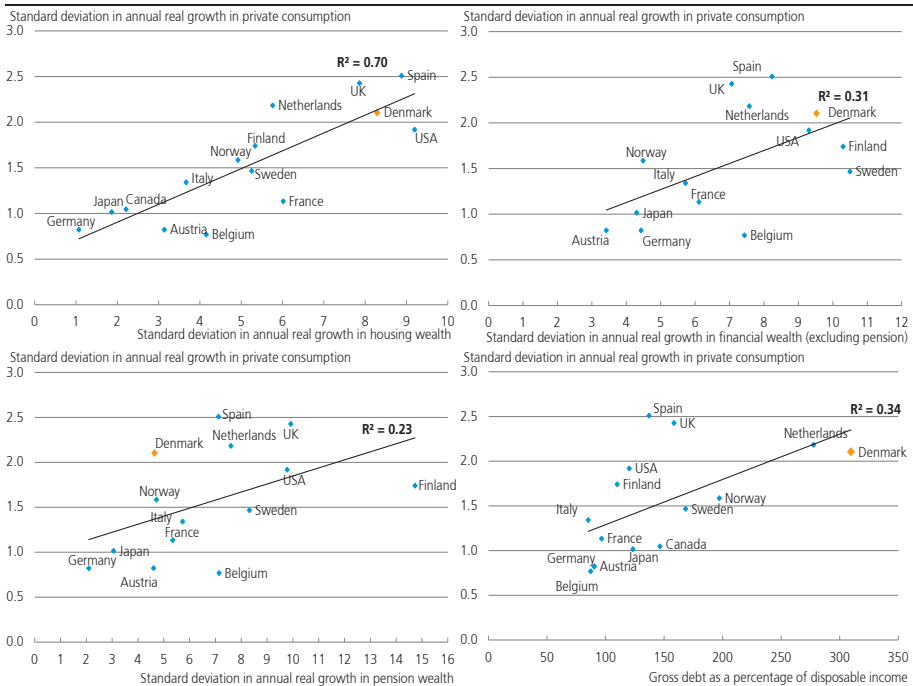 Standard deviation in annual real growth in private consumption
3.0
2.5
2.0
1.5
1.0
0.5
0.0
R² = 0.70
Spain
UK
Netherlands
Denmark
USA
Finland
Norway
Sweden
Italy
France
Japan Canada
Germany
Austria
Belgium
0 1 2 3 4 5 6 7 8 9 10
Standard deviation in annual real growth in housing wealth
Standard deviation in annual real growth in private consumption
3.0
2.5
2.0
1.5
1.0
0.5
0.0
Spain
UK
R² = 0.31
Netherlands
Denmark
USA
Finland
Norway
Italy
Sweden
France
Japan
Austria
Germany
Belgium
0 1 2 3 4 5 6 7 8 9 10 11 12
Standard deviation in annual real growth in financial wealth (excluding pension)
Standard deviation in annual real growth in private consumption
3.0
2.5
2.0
1.5
1.0
0.5
0.0
Spain
R² = 0.23
Denmark
Netherlands
UK
USA
Finland
Norway
Italy
Sweden
France
Japan
Germany
Austria
Belgium
0 1 2 3 4 5 6 7 8 9 10 11 12 13 14 15 16
Standard deviation in annual real growth in pension wealth
Standard deviation in annual real growth in private consumption
3.0
2.5
2.0
1.5
1.0
0.5
0.0
Spain
R² = 0.34
UK
Netherlands
Denmark
USA
Finland
Norway
Italy
Sweden
France
Canada
Germany
Japan
Austria
Belgium
0 50 100 150 200 250 300 350
Gross debt as a percentage of disposable income